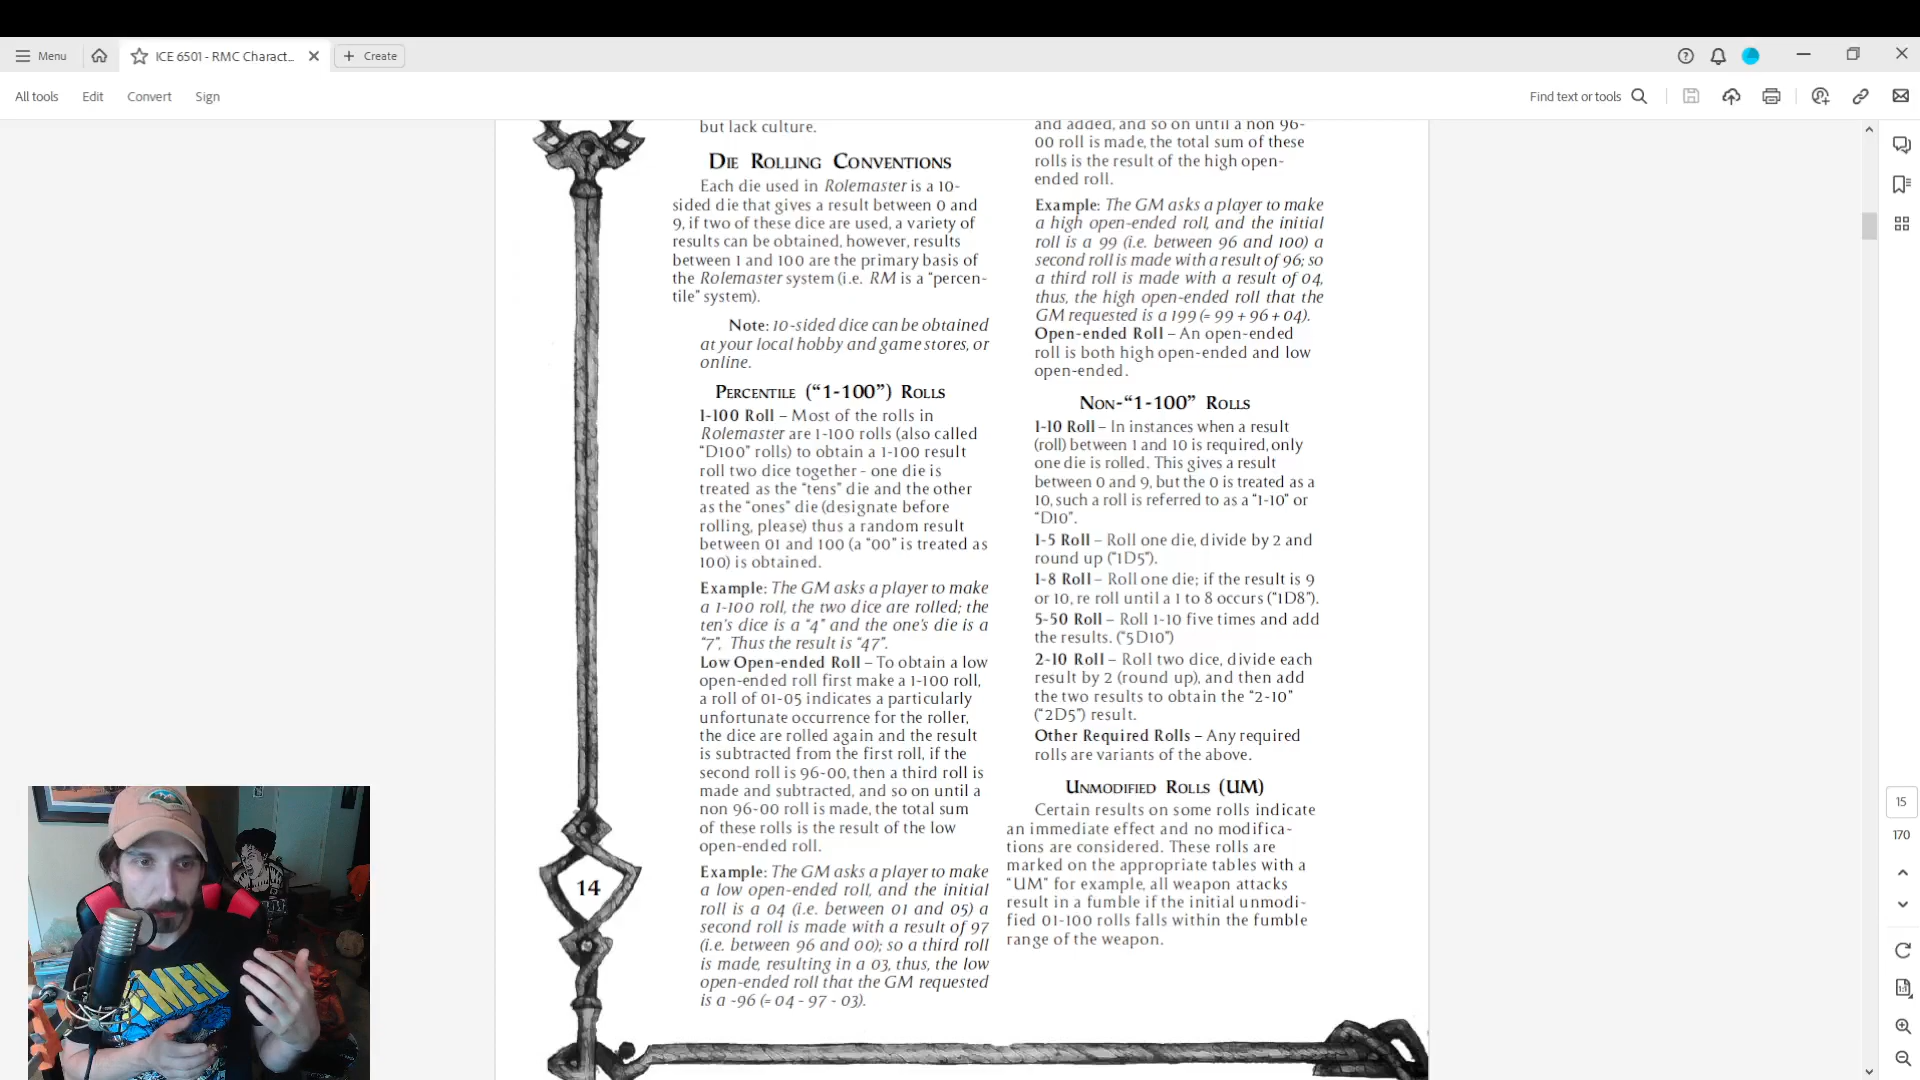 Menu
ICE 6501 - RMC Charact...
Create
All tools
Edit
Convert
Sign
Find text or tools
but lack culture.
DIE ROLLING CONVENTIONS
Each die used in Rolemaster is a 10-
sided die that gives a result between 0 and
9, if two of these dice are used, a variety of
results can be obtained, however, results
between 1 and 100 are the primary basis of
the Rolemaster system (i.e. RM is a “percen-
tile” system).
Note: 10-sided dice can be obtained
at your local hobby and game stores, or
online.
PERCENTILE (“1-100”) ROLLS
1-100 Roll – Most of the rolls in
Rolemaster are 1-100 rolls (also called
“D100” rolls) to obtain a 1-100 result
roll two dice together - one die is
treated as the “tens” die and the other
as the “ones” die (designate before
rolling, please) thus a random result
between 01 and 100 (a “00” is treated as
100) is obtained.
Example: The GM asks a player to make
a 1-100 roll, the two dice are rolled; the
ten's dice is a “4” and the one's die is a
“7”, Thus the result is “47”.
Low Open-ended Roll – To obtain a low
open-ended roll first make a 1-100 roll,
a roll of 01-05 indicates a particularly
unfortunate occurrence for the roller,
the dice are rolled again and the result
is subtracted from the first roll, if the
second roll is 96-00, then a third roll is
made and subtracted, and so on until a
non 96-00 roll is made, the total sum
of these rolls is the result of the low
open-ended roll.
Example: The GM asks a player to make
a low open-ended roll, and the initial
roll is a 04 (i.e. between 01 and 05) a
second roll is made with a result of 97
(i.e. between 96 and 00); so a third roll
is made, resulting in a 03, thus, the low
open-ended roll that the GM requested
is a -96 (= 04 - 97 - 03).
14
and added, and so on until a non 96-
00 roll is made, the total sum of these
rolls is the result of the high open-
ended roll.
Example: The GM asks a player to make
a high open-ended roll, and the initial
roll is a 99 (i.e. between 96 and 100) a
second roll is made with a result of 96; so
a third roll is made with a result of 04,
thus, the high open-ended roll that the
GM requested is a 199 (= 99 + 96 + 04).
Open-ended Roll – An open-ended
roll is both high open-ended and low
open-ended.
NON-“1-100” ROLLS
1-10 Roll – In instances when a result
(roll) between 1 and 10 is required, only
one die is rolled. This gives a result
between 0 and 9, but the 0 is treated as a
10, such a roll is referred to as a “1-10” or
“D10”.
1-5 Roll – Roll one die, divide by 2 and
round up (“1D5”).
1-8 Roll – Roll one die; if the result is 9
or 10, re roll until a 1 to 8 occurs (“1D8”).
5-50 Roll – Roll 1-10 five times and add
the results. (“5D10”)
2-10 Roll – Roll two dice, divide each
result by 2 (round up), and then add
the two results to obtain the “2-10”
(“2D5”) result.
Other Required Rolls – Any required
rolls are variants of the above.
UNMODIFIED ROLLS (UM)
Certain results on some rolls indicate
an immediate effect and no modifica-
tions are considered. These rolls are
marked on the appropriate tables with a
“UM” for example, all weapon attacks
result in a fumble if the initial unmodi-
fied 01-100 rolls falls within the fumble
range of the weapon.
15
170
MEN